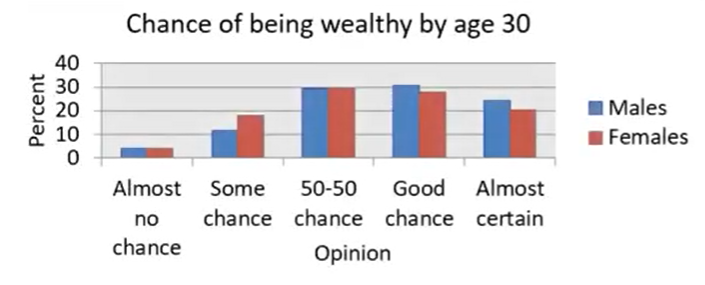 Chance of being wealthy by age 30
Percent
40
30
20
10
0
Almost no chance
Some chance
50-50 chance
Good chance
Almost certain
Opinion
Males
Females